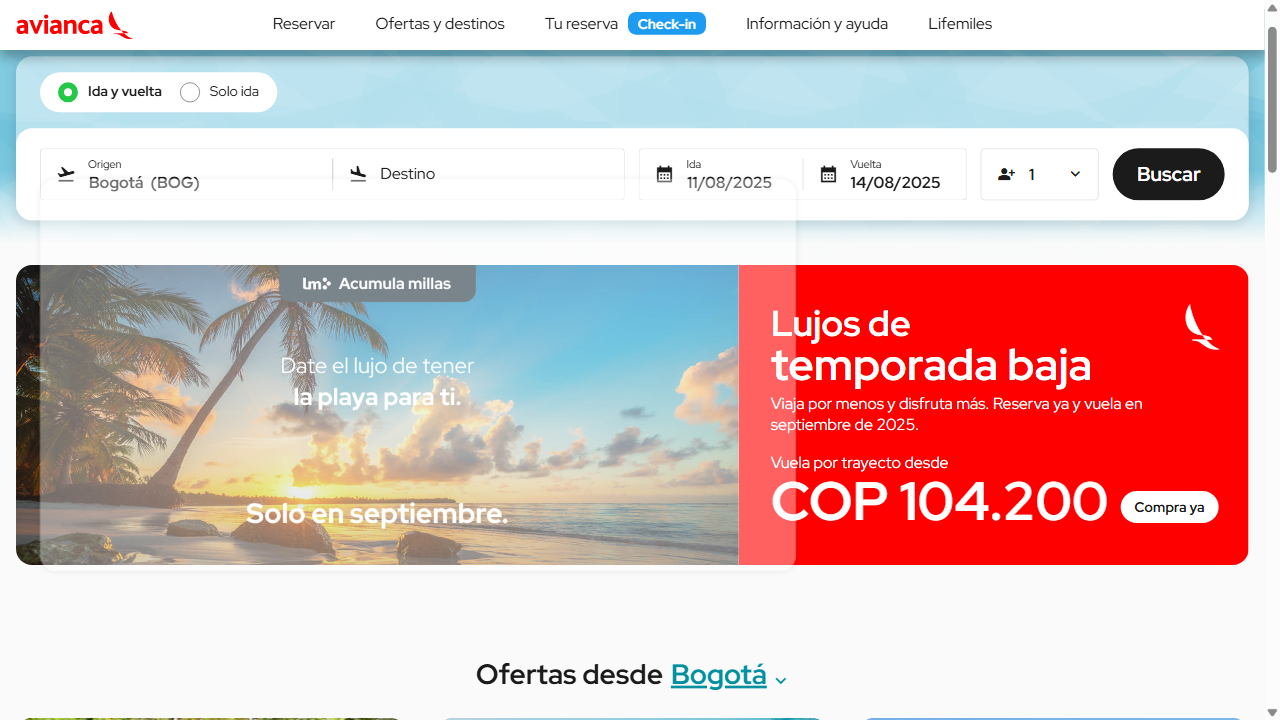 avianca
Reservar
Ofertas y destinos
Tu reserva
Check-in
Información y ayuda
Lifemiles
Ida y vuelta
Solo ida
Origen
Bogotá (BOG)
Destino
Ida
11/08/2025
Vuelta
14/08/2025
1
Buscar
lm Acumula millas
Date el lujo de tener
la playa para ti.
Solo en septiembre.
Lujos de
temporada baja
Viaja por menos y disfruta más. Reserva ya y vuela en
septiembre de 2025.
Vuela por trayecto desde
COP 104.200
Compra ya
Ofertas desde Bogotá